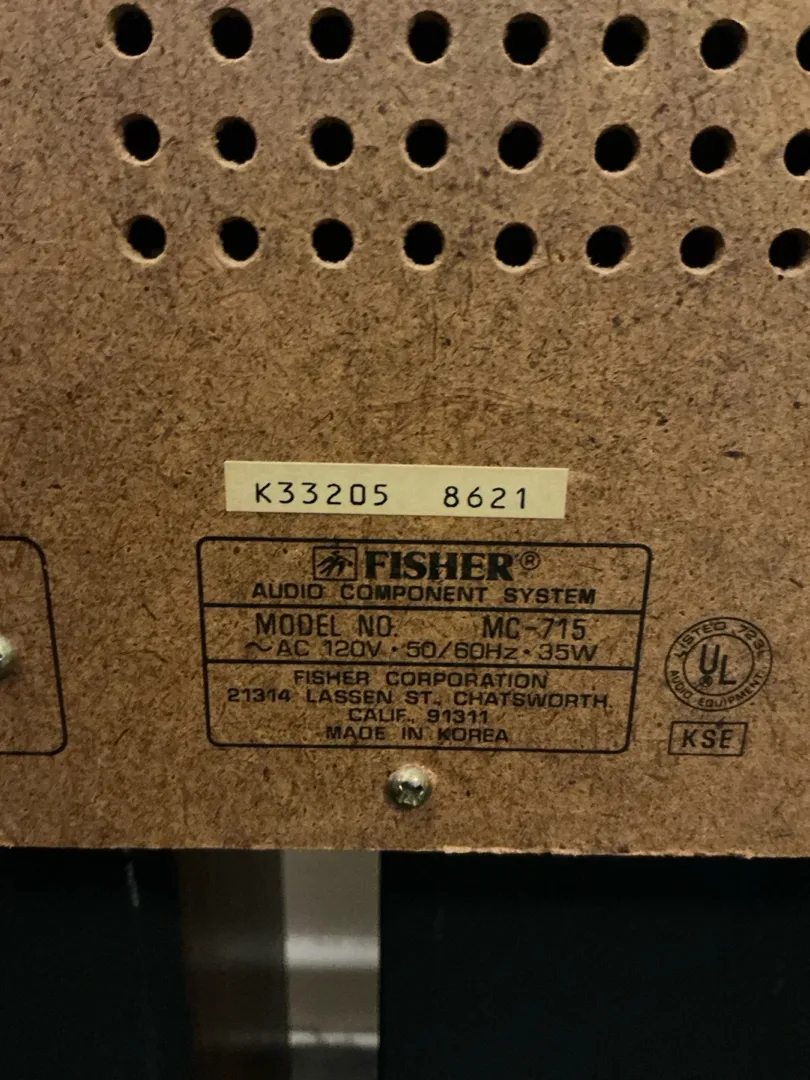 K33205 8621
FISHER®
AUDIO COMPONENT SYSTEM
MODEL NO. MC-715
~AC 120V · 50/60Hz · 35W
FISHER CORPORATION
21314 LASSEN ST., CHATSWORTH,
CALIF., 91311
MADE IN KOREA
LISTED 723L
UL
®
AUDIO EQUIPMENT
KSE